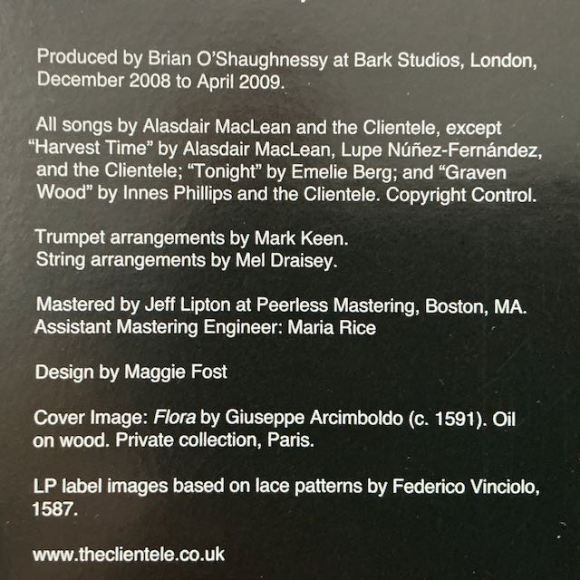 Produced by Brian O'Shaughnessy at Bark Studios, London,
December 2008 to April 2009.
All songs by Alasdair MacLean and the Clientele, except
“Harvest Time” by Alasdair MacLean, Lupe Núñez-Fernández,
and the Clientele; “Tonight” by Emelie Berg; and “Graven
Wood” by Innes Phillips and the Clientele. Copyright Control.
Trumpet arrangements by Mark Keen.
String arrangements by Mel Draisey.
Mastered by Jeff Lipton at Peerless Mastering, Boston, MA.
Assistant Mastering Engineer: Maria Rice
Design by Maggie Fost
Cover Image: Flora by Giuseppe Arcimboldo (c. 1591). Oil
on wood. Private collection, Paris.
LP label images based on lace patterns by Federico Vinciolo,
1587.
www.theclientele.co.uk